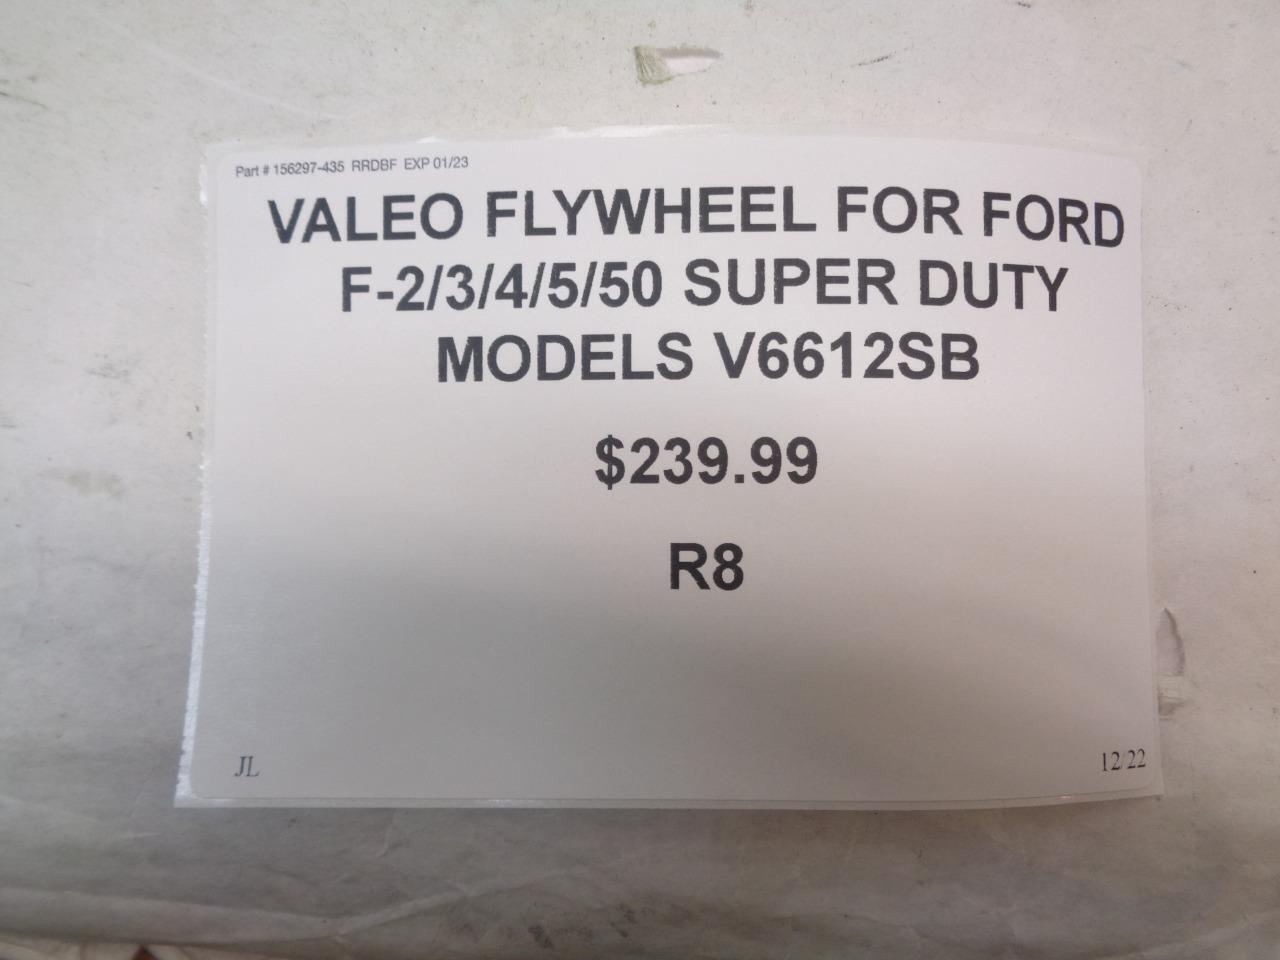 Part # 156297-435 RRDBF EXP 01/23
VALEO FLYWHEEL FOR FORD
F-2/3/4/5/50 SUPER DUTY
MODELS V6612SB
$239.99
R8
JL
12/22